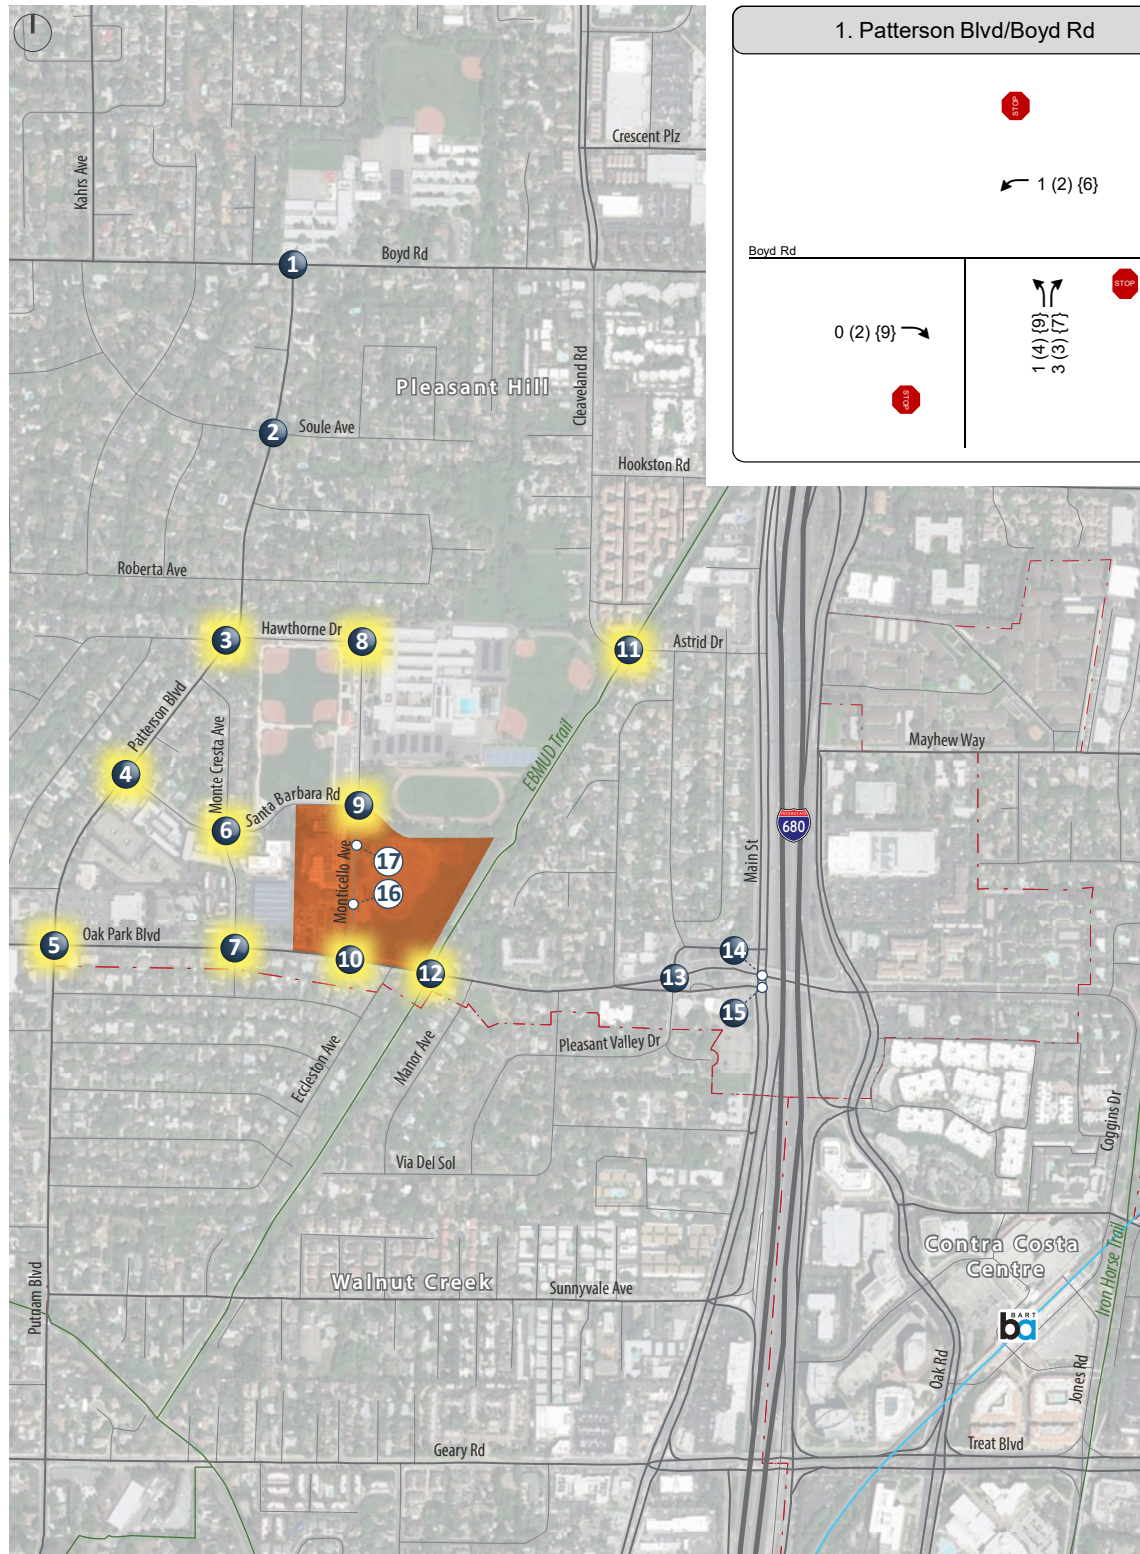 1. Patterson Blvd/Boyd Rd
STOP
1 (2) {6}
Boyd Rd
STOP
0 (2) {9}
1 (4) {9}
3 (3) {7}
STOP
Crescent Plz
Kahrs Ave
Boyd Rd
1
Cleaveland Rd
Pleasant Hill
2
Soule Ave
Hookston Rd
Roberta Ave
3
Hawthorne Dr
8
11
Astrid Dr
Patterson Blvd
Monte Cresta Ave
EBMUD Trail
Mayhew Way
4
Santa Barbara Rd
9
6
INTERSTATE
680
Main St
Monticello Ave
17
16
5
Oak Park Blvd
7
10
12
13
14
15
Pleasant Valley Dr
Eccleston Ave
Manor Ave
Coggins Dr
Via Del Sol
Contra Costa
Centre
Iron Horse Trail
Walnut Creek
Sunnyvale Ave
Putnam Blvd
BART
ba
Oak Rd
Jones Rd
Geary Rd
Treat Blvd